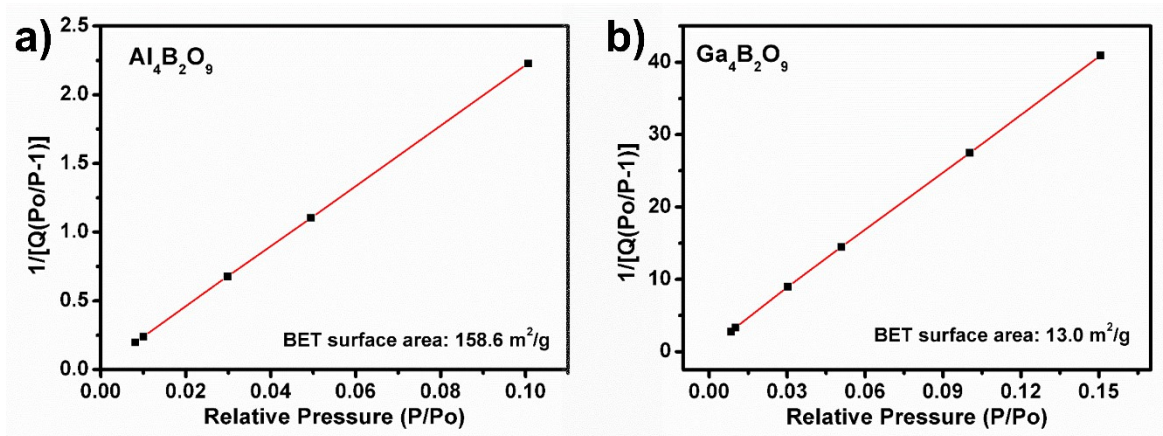 a)
Al₄B₂O₉
1/[Q(Po/P-1)]
2.5
2.0
1.5
1.0
0.5
0.0
BET surface area: 158.6 m²/g
0.00 0.02 0.04 0.06 0.08 0.10
Relative Pressure (P/Po)
b)
Ga₄B₂O₉
1/[Q(Po/P-1)]
40
30
20
10
0
BET surface area: 13.0 m²/g
0.00 0.03 0.06 0.09 0.12 0.15
Relative Pressure (P/Po)